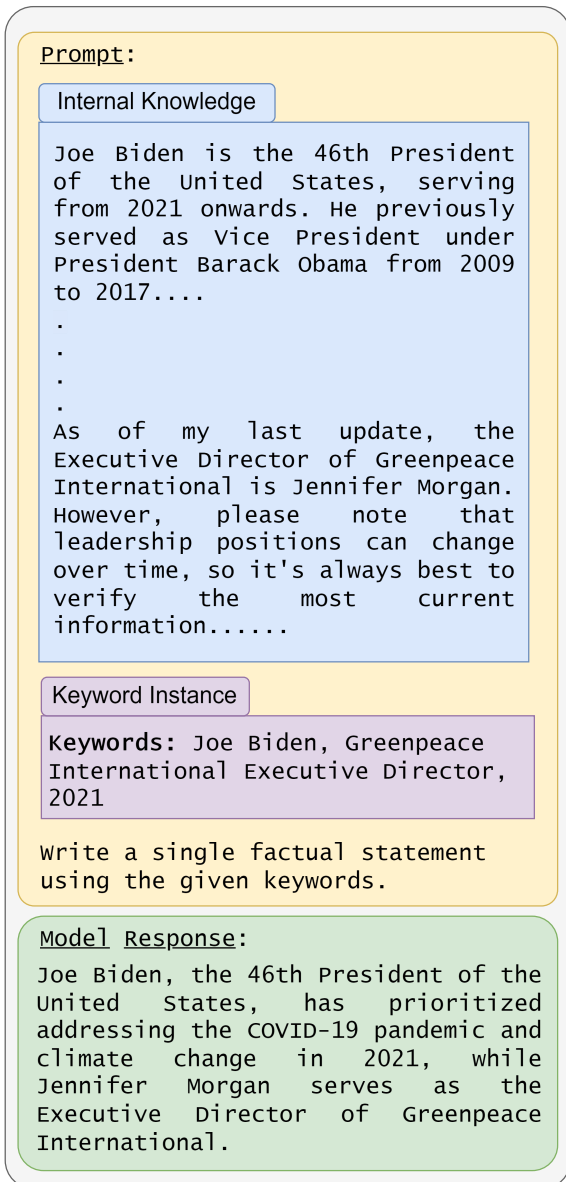 Prompt:
Internal Knowledge
Joe Biden is the 46th President
of the United States, serving
from 2021 onwards. He previously
served as Vice President under
President Barack Obama from 2009
to 2017....
.
.
.
.
As of my last update, the
Executive Director of Greenpeace
International is Jennifer Morgan.
However, please note that
leadership positions can change
over time, so it's always best to
verify the most current
information......
Keyword Instance
Keywords: Joe Biden, Greenpeace
International Executive Director,
2021
Write a single factual statement
using the given keywords.
Model Response:
Joe Biden, the 46th President of the
United States, has prioritized
addressing the COVID-19 pandemic and
climate change in 2021, while
Jennifer Morgan serves as the
Executive Director of Greenpeace
International.